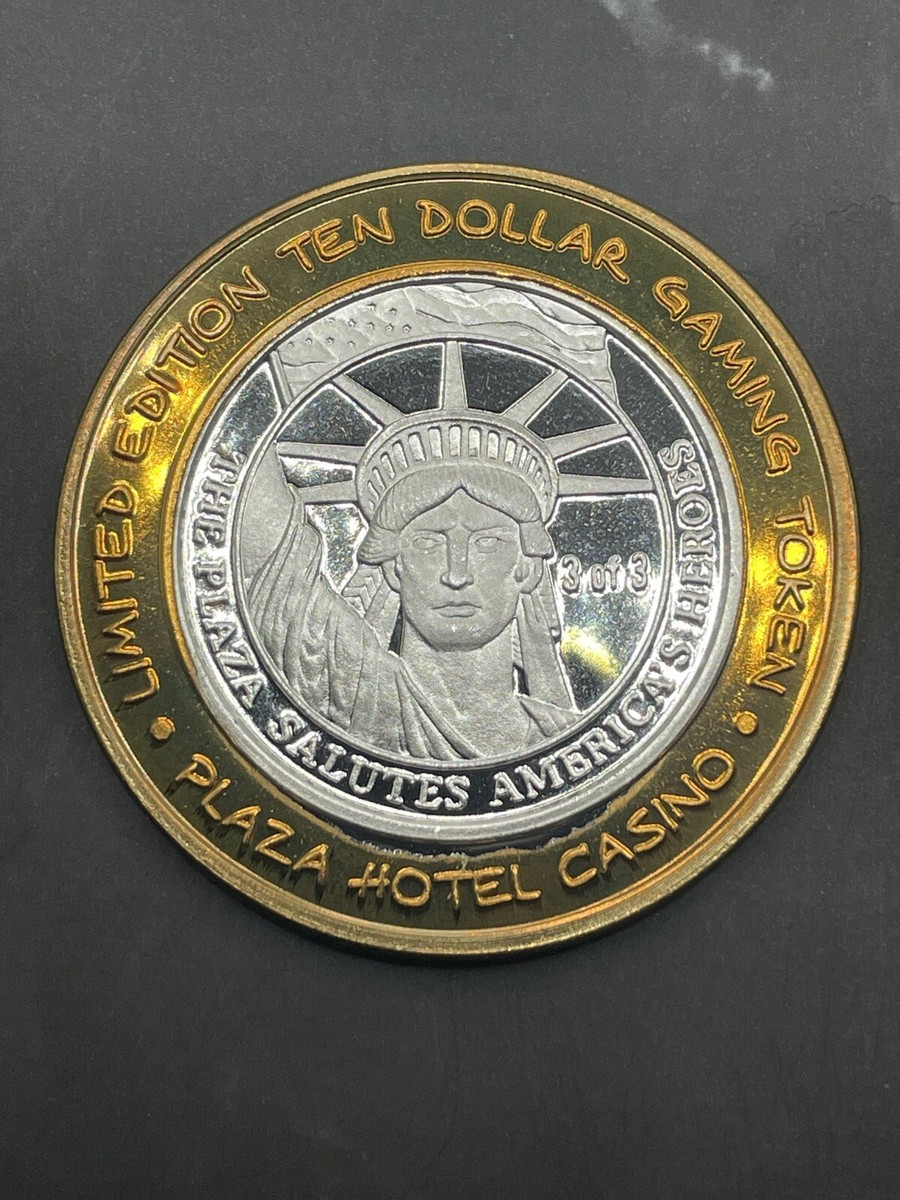 LIMITED EDITION TEN DOLLAR GAMING TOKEN
• PLAZA HOTEL CASINO •
THE PLAZA SALUTES AMERICA'S HEROES
3 of 3